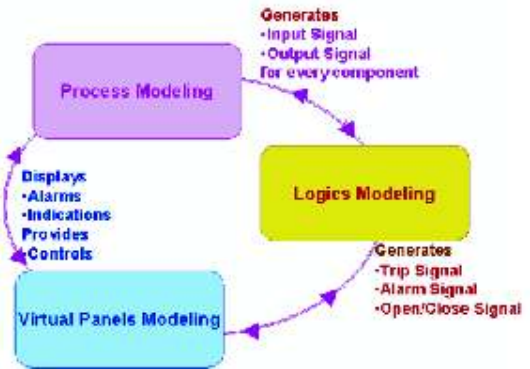 Generates
•Input Signal
•Output Signal
for every component
Process Modeling
Logics Modeling
Displays
•Alarms
•Indications
Provides
•Controls
Generates
•Trip Signal
•Alarm Signal
•Open/Close Signal
Virtual Panels Modeling